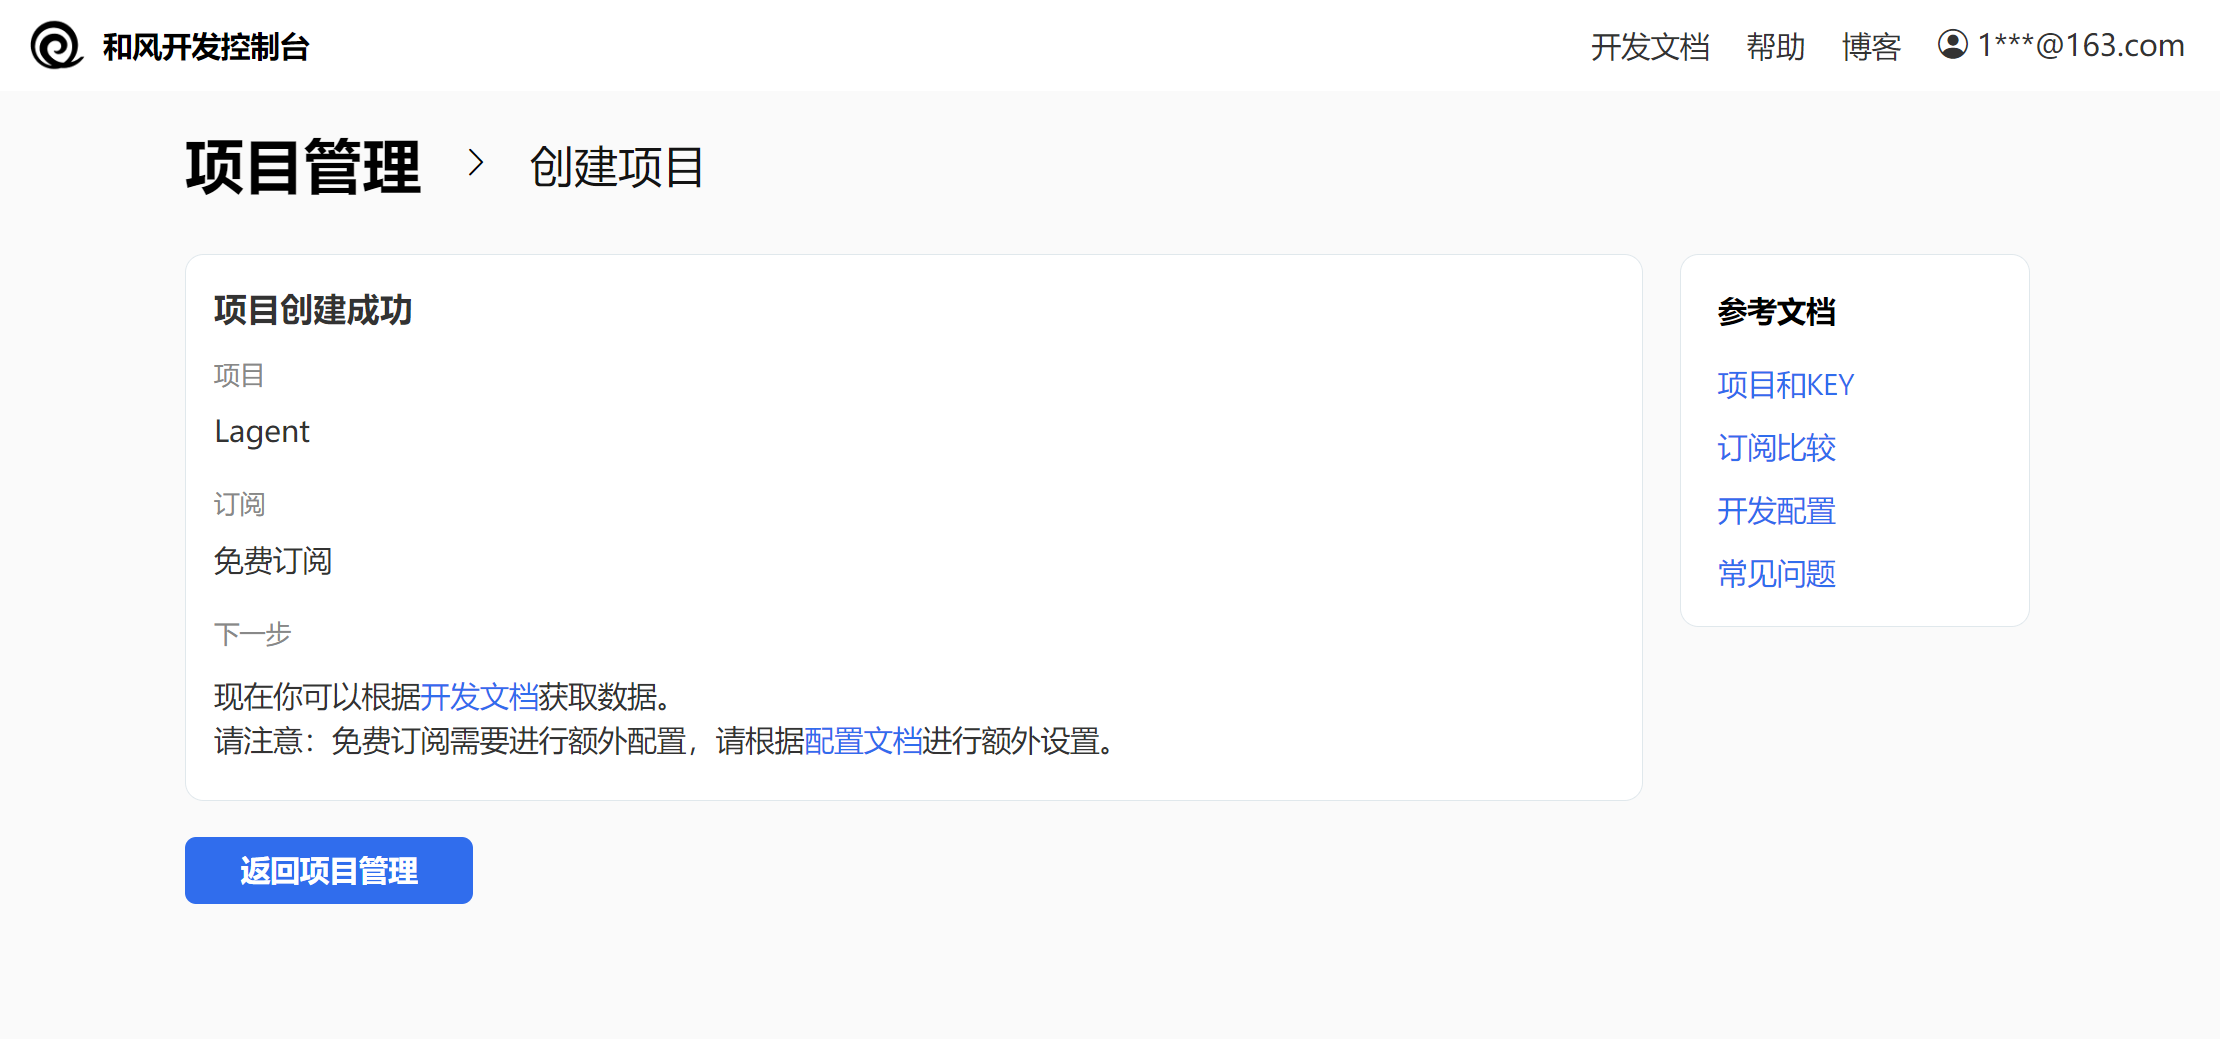 和风开发控制台
开发文档 帮助 博客 1***@163.com
项目管理 > 创建项目
项目创建成功
项目
Lagent
订阅
免费订阅
下一步
现在你可以根据开发文档获取数据。
请注意：免费订阅需要进行额外配置，请根据配置文档进行额外设置。
返回项目管理
参考文档
项目和KEY
订阅比较
开发配置
常见问题